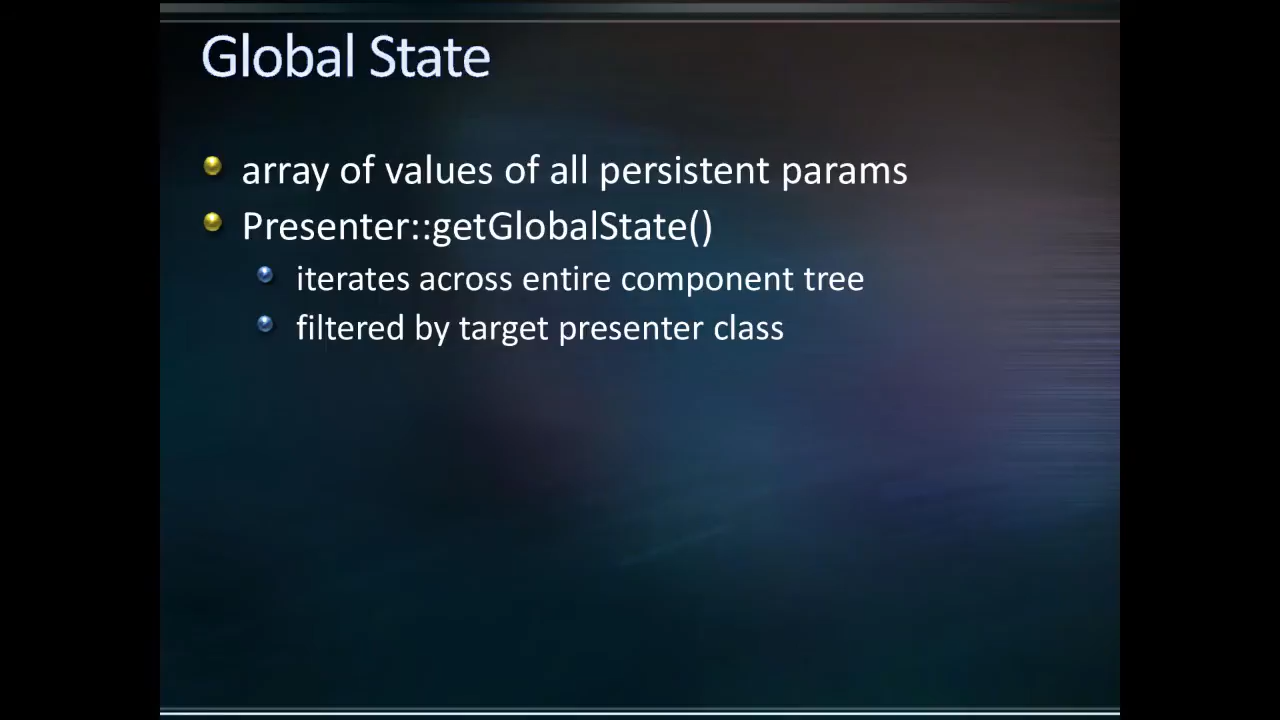 Global State
array of values of all persistent params
Presenter::getGlobalState()
iterates across entire component tree
filtered by target presenter class